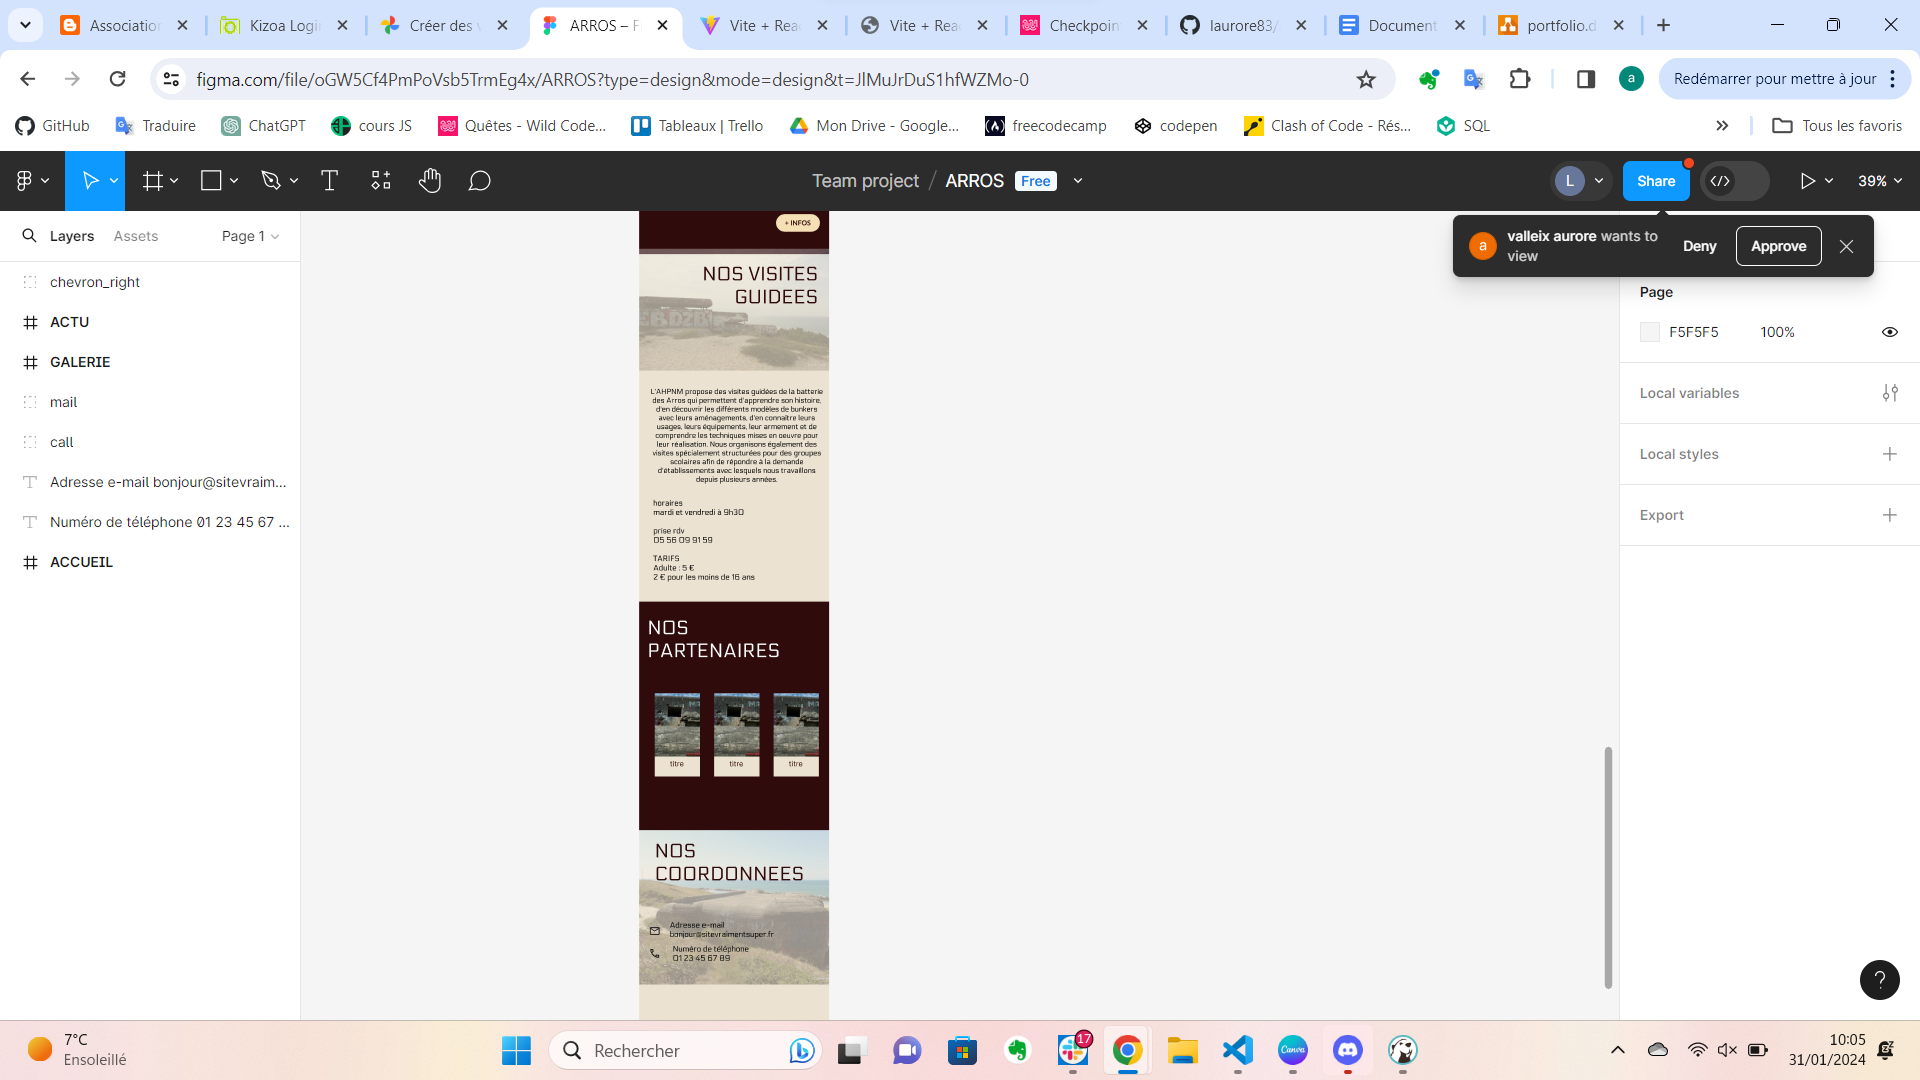 Association
Kizoa Login
Créer des v
ARROS – F
Vite + Rea
Vite + Rea
Checkpoin
laurore83/
Document
portfolio.d
figma.com/file/oGW5Cf4PmPoVsb5TrmEg4x/ARROS?type=design&mode=design&t=JlMuJrDuS1hfWZMo-0
a
Redémarrer pour mettre à jour
GitHub
Traduire
ChatGPT
cours JS
Quêtes - Wild Code...
Tableaux | Trello
Mon Drive - Google...
freecodecamp
codepen
Clash of Code - Rés...
SQL
Tous les favoris
Team project / ARROS Free
L
Share
39%
Layers
Assets
Page 1
chevron_right
ACTU
GALERIE
mail
call
Adresse e-mail bonjour@sitevraim...
Numéro de téléphone 01 23 45 67 ...
ACCUEIL
+ INFOS
NOS VISITES
GUIDEES
L'AHPNM propose des visites guidées de la batterie
des Arros qui permettent d'apprendre son histoire,
d'en découvrir les différents modèles de bunkers
avec leurs aménagements, d'en connaître leurs
usages, leurs équipements, leur armement et de
comprendre les techniques mises en oeuvre pour
leur réalisation. Nous organisons également des
visites spécialement structurées pour des groupes
scolaires afin de répondre à la demande
d'établissements avec lesquels nous travaillons
depuis plusieurs années.
horaires
mardi et vendredi à 9h30
prise rdv
05 56 09 91 59
TARIFS
Adulte : 5 €
2 € pour les moins de 16 ans
NOS
PARTENAIRES
titre
titre
titre
NOS
COORDONNEES
Adresse e-mail
bonjour@sitevraimentsuper.fr
Numéro de téléphone
01 23 45 67 89
a
valleix aurore wants to
view
Deny
Approve
Page
F5F5F5
100%
Local variables
Local styles
Export
?
7°C
Ensoleillé
Rechercher
17
Canva
10:05
31/01/2024